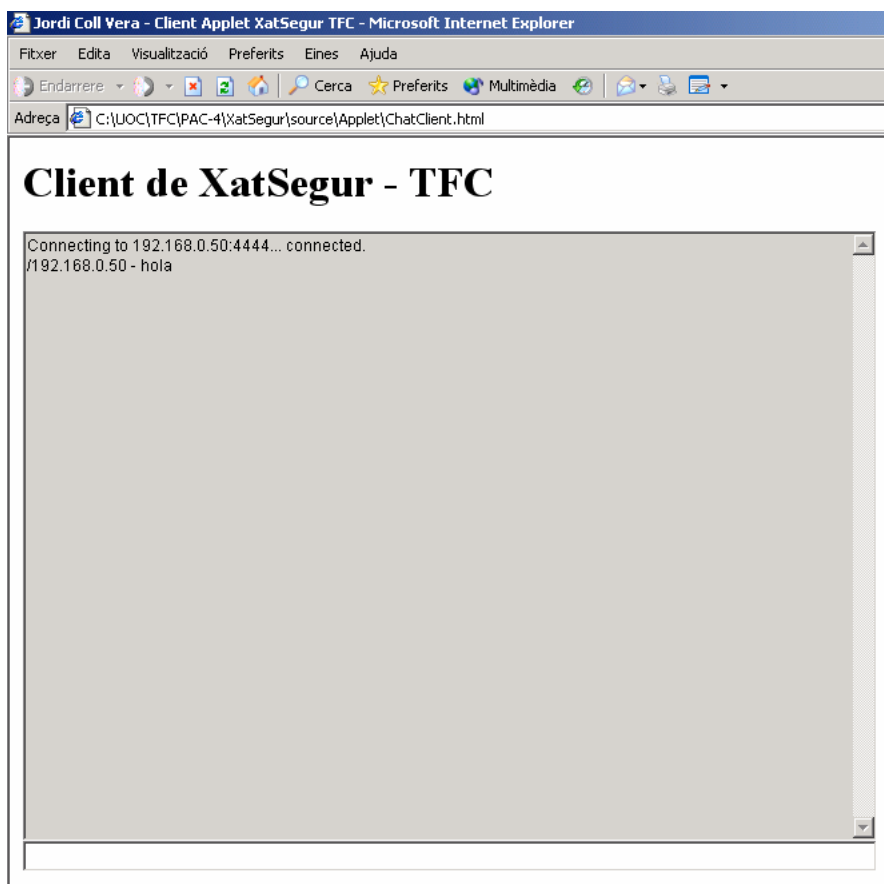 Jordi Coll Vera - Client Applet XatSegur TFC - Microsoft Internet Explorer
Fitxer Edita Visualització Preferits Eines Ajuda
Endarrere Cerca Preferits Multimèdia
Adreça C:\UOC\TFC\PAC-4\XatSegur\source\Applet\ChatClient.html
Client de XatSegur - TFC
Connecting to 192.168.0.50:4444... connected.
/192.168.0.50 - hola